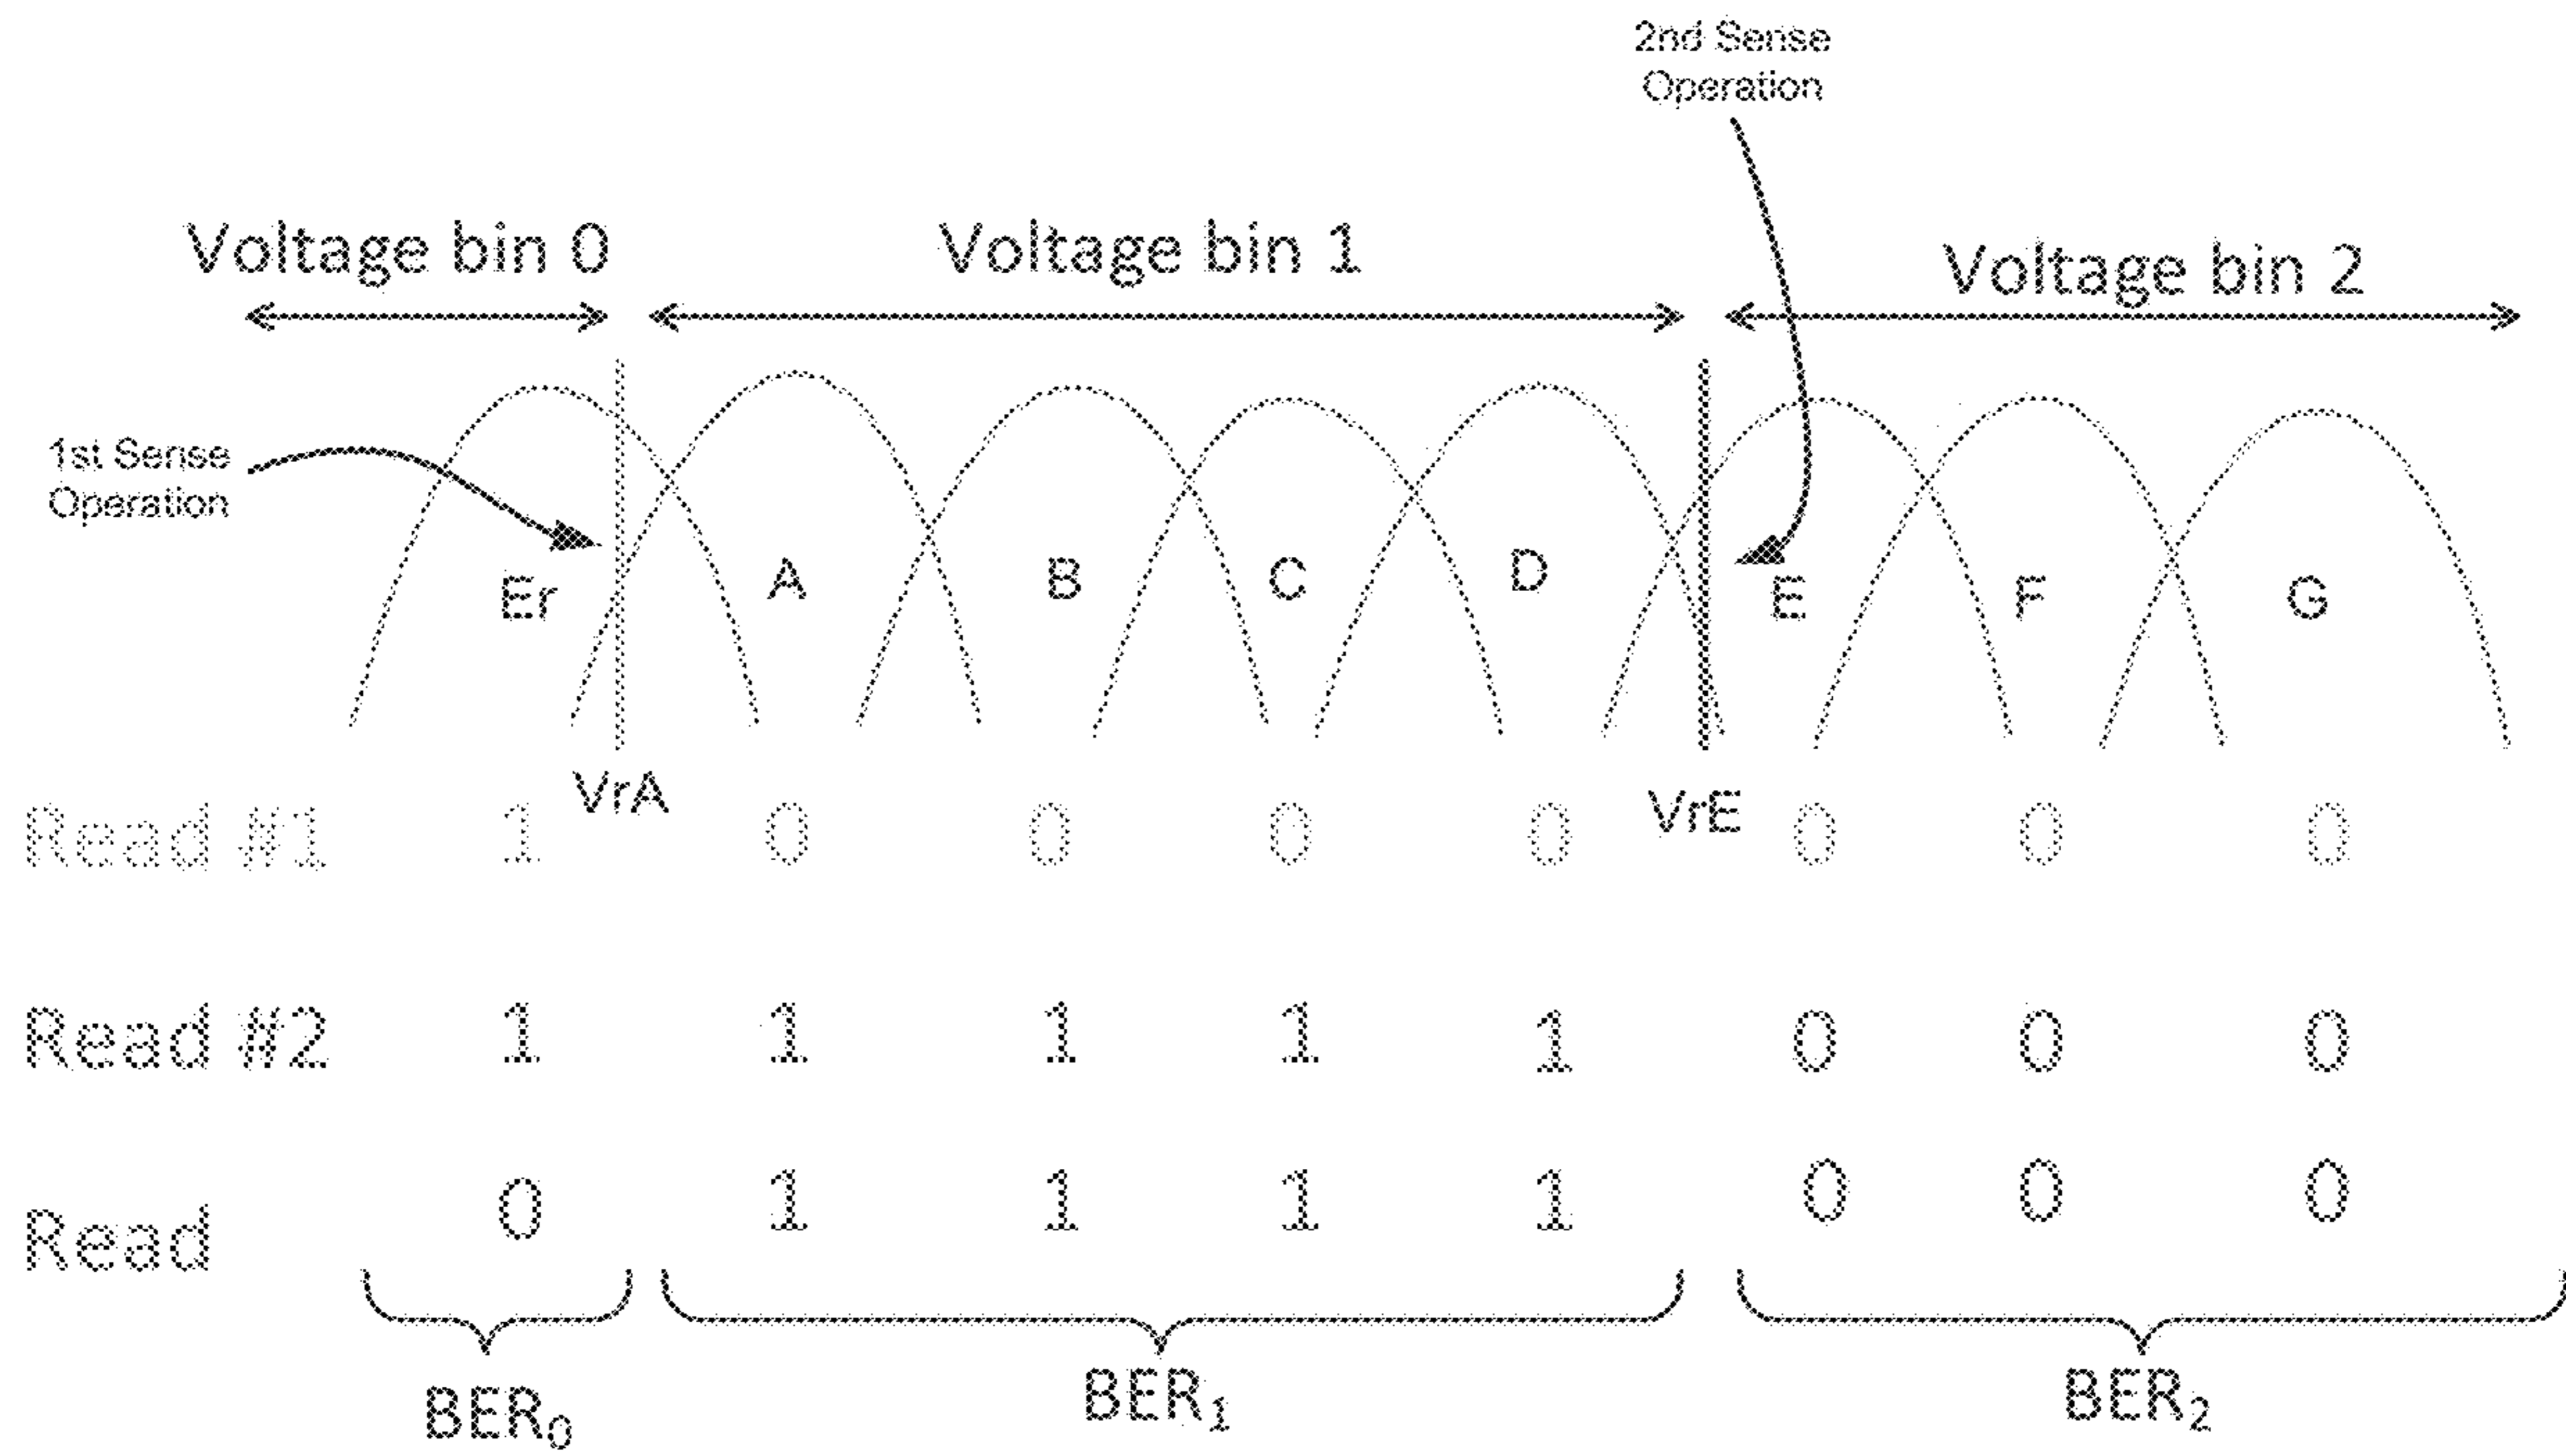 2nd Sense
Operation
Voltage bin 0
Voltage bin 1
Voltage bin 2
1st Sense
Operation
Er
A
B
C
D
E
F
G
VrA
VrE
Read #1 1 0 0 0 0 0 0 0
Read #2 1 1 1 1 1 0 0 0
Read 0 1 1 1 1 0 0 0
BER₀
BER₁
BER₂